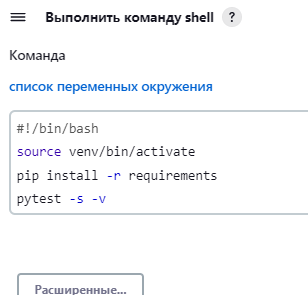 Выполнить команду shell ?
Команда
список переменных окружения
#!/bin/bash
source venv/bin/activate
pip install -r requirements
pytest -s -v
Расширенные...